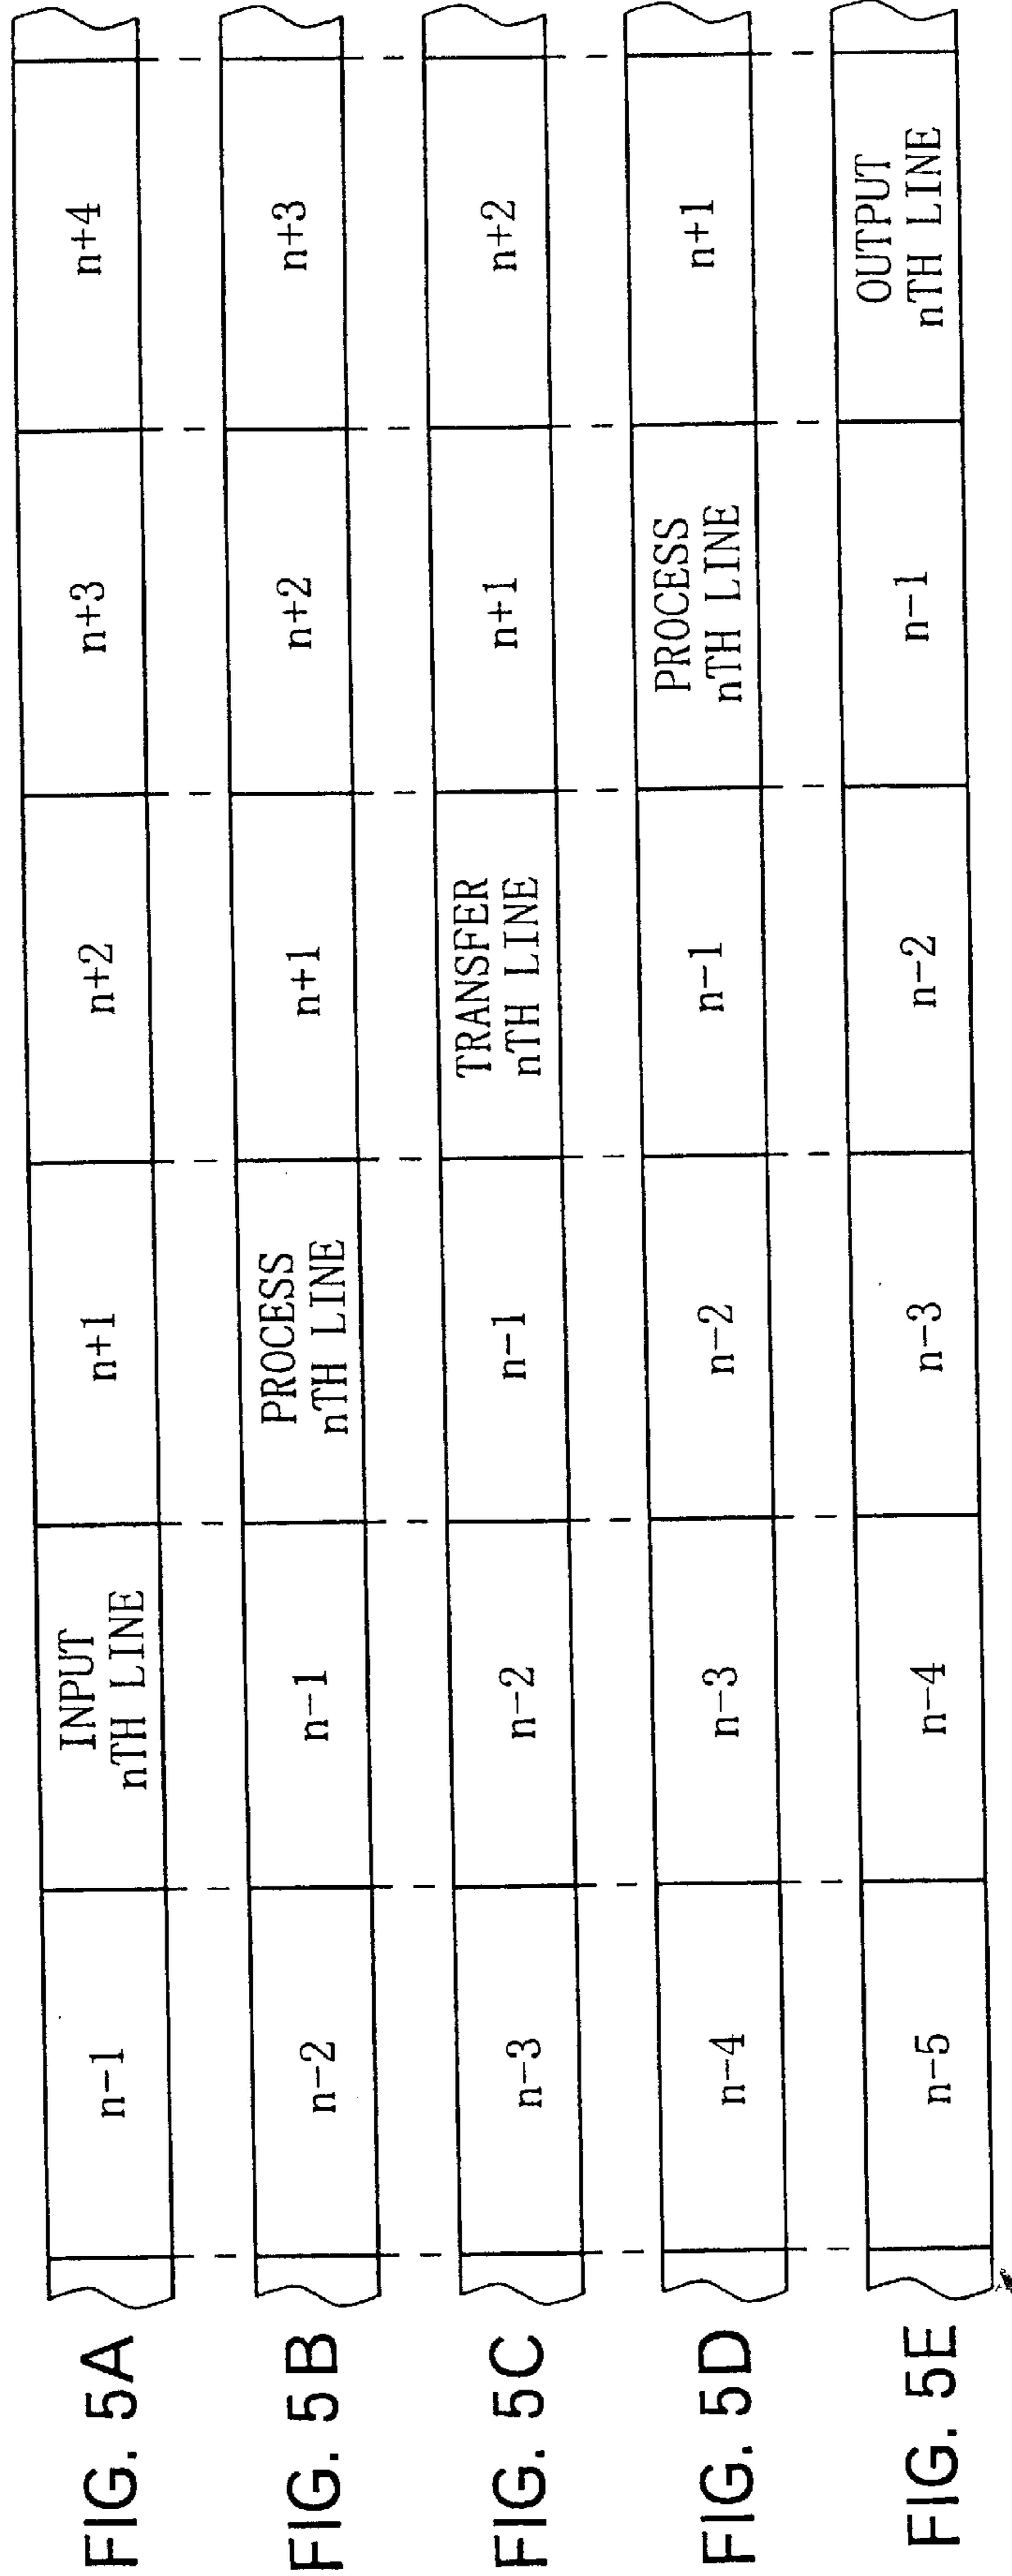 FIG. 5A
n-1
INPUT
nTH LINE
n+1
n+2
n+3
n+4
FIG. 5B
n-2
n-1
PROCESS
nTH LINE
n+1
n+2
n+3
FIG. 5C
n-3
n-2
n-1
TRANSFER
nTH LINE
n+1
n+2
FIG. 5D
n-4
n-3
n-2
n-1
PROCESS
nTH LINE
n+1
FIG. 5E
n-5
n-4
n-3
n-2
n-1
OUTPUT
nTH LINE